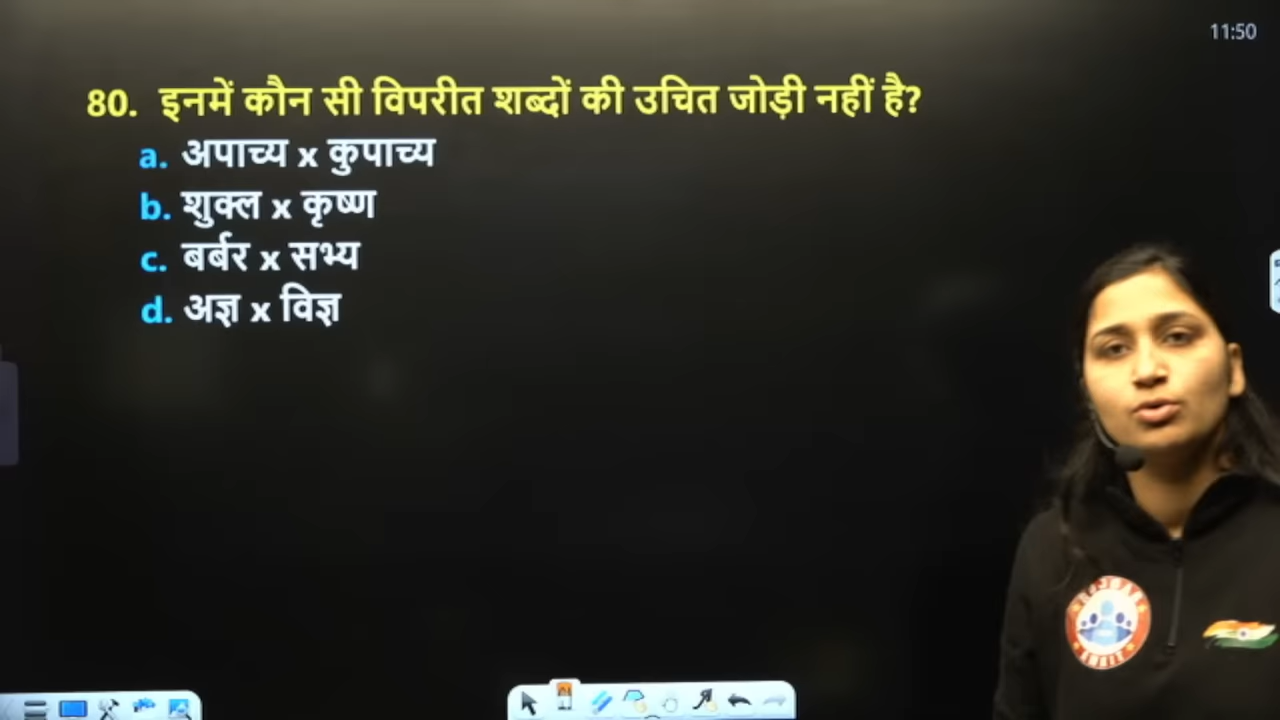 11:50
80. इनमें कौन सी विपरीत शब्दों की उचित जोड़ी नहीं है?
a. अपाच्य x कुपाच्य
b. शुक्ल x कृष्ण
c. बर्बर x सभ्य
d. अज्ञ x विज्ञ